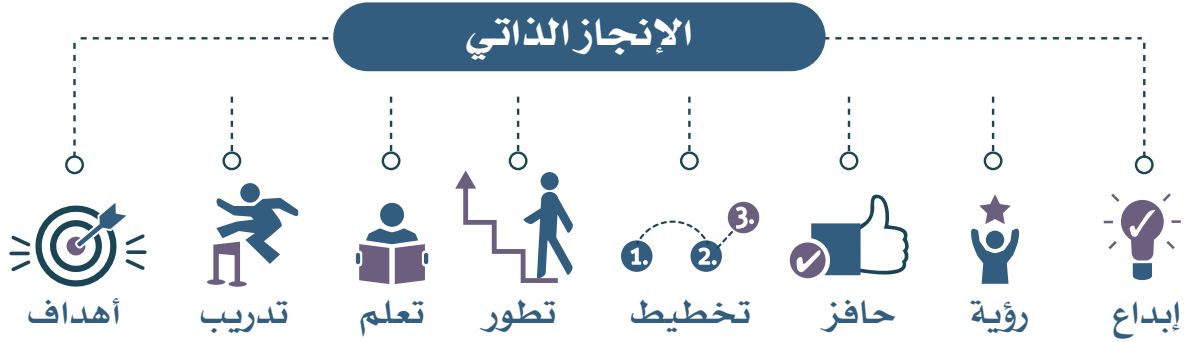 الإنجاز الذاتي
1. 2. 3.
إبداع
رؤية
حافز
تخطيط
تطور
تعلم
تدريب
أهداف